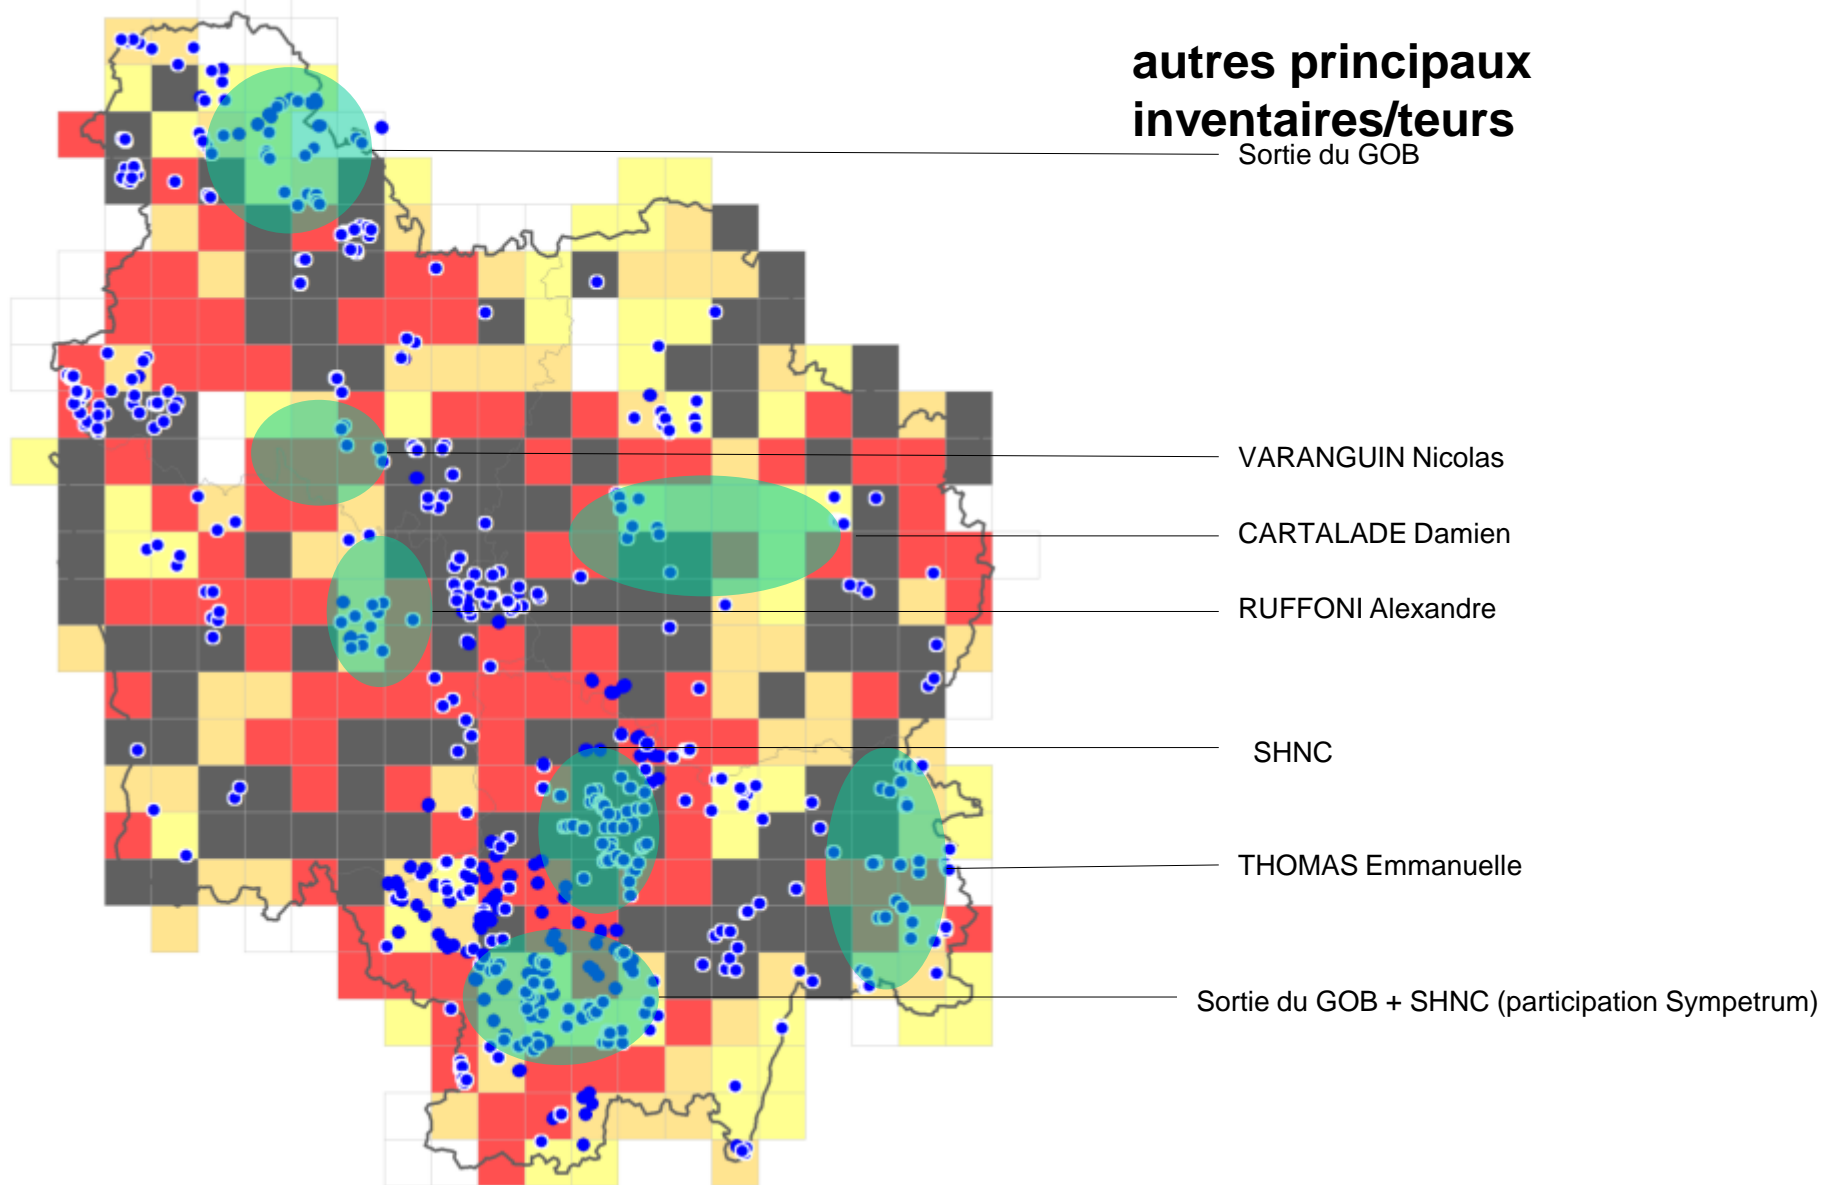 autres principaux
inventaires/teurs
Sortie du GOB
VARANGUIN Nicolas
CARTALADE Damien
RUFFONI Alexandre
SHNC
THOMAS Emmanuelle
Sortie du GOB + SHNC (participation Sympetrum)